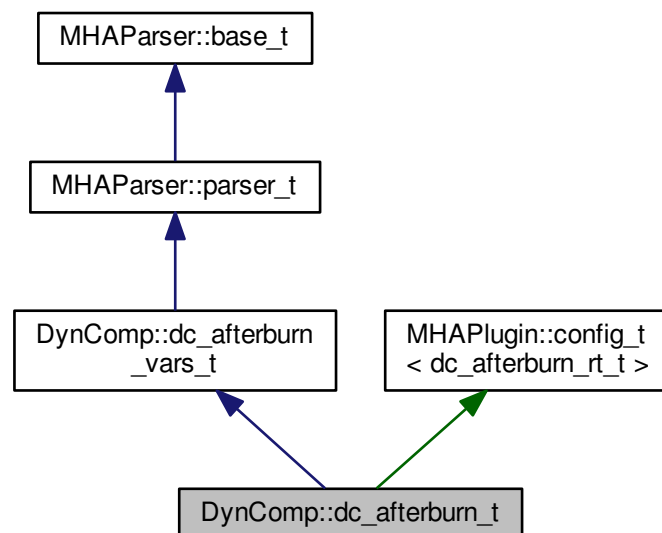 MHAParser::base_t
MHAParser::parser_t
DynComp::dc_afterburn
_vars_t
MHAPlugin::config_t
< dc_afterburn_rt_t >
DynComp::dc_afterburn_t